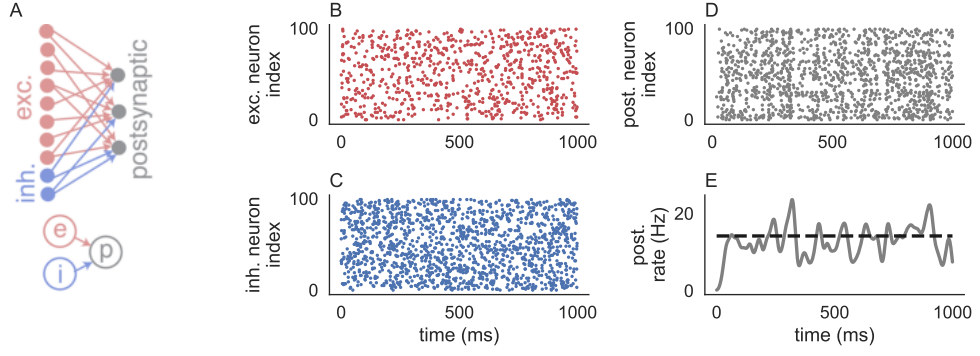 A
exc.
inh.
postsynaptic
e
i
p
B
exc. neuron
index
100
0
0
500
1000
C
inh. neuron
index
100
0
0
500
1000
time (ms)
D
post. neuron
index
100
0
0
500
1000
E
post.
rate (Hz)
20
0
0
500
1000
time (ms)